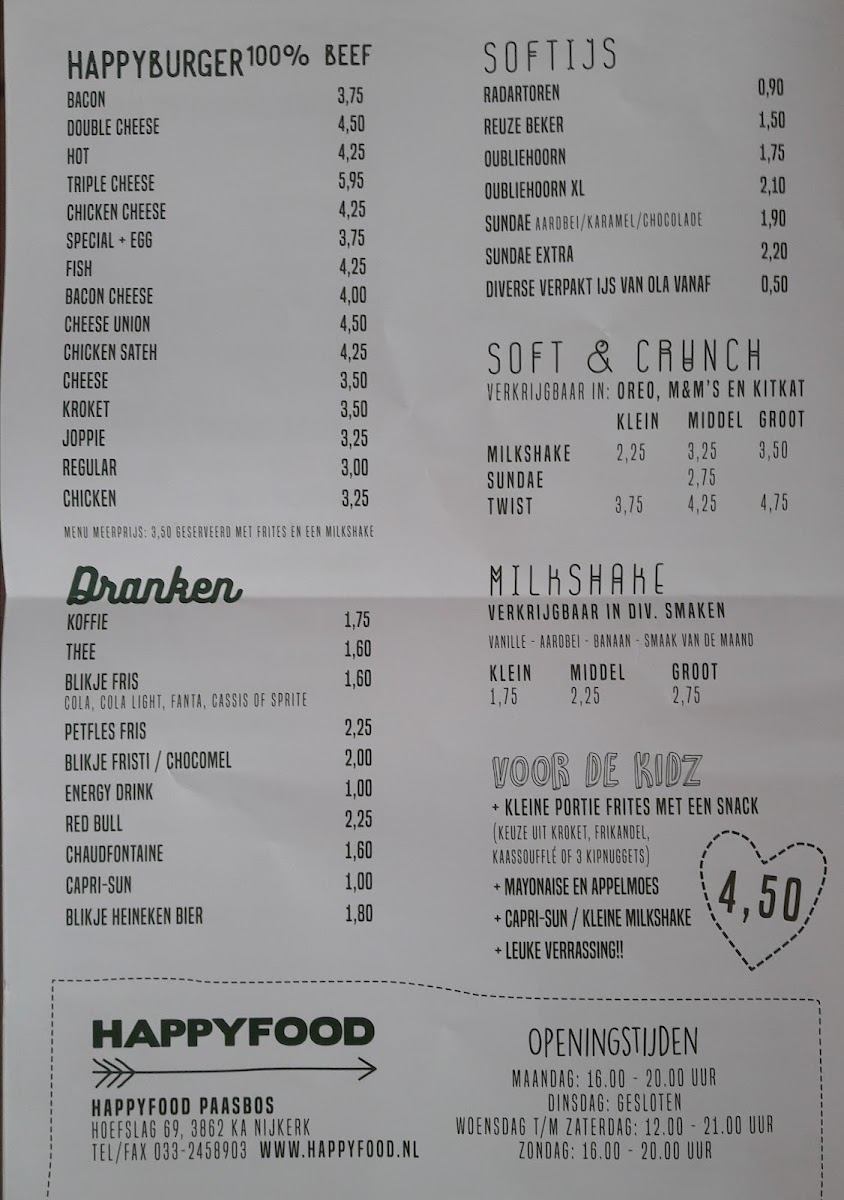 HAPPYBURGER 100% BEEF
BACON 3,75
DOUBLE CHEESE 4,50
HOT 4,25
TRIPLE CHEESE 5,95
CHICKEN CHEESE 4,25
SPECIAL + EGG 3,75
FISH 4,25
BACON CHEESE 4,00
CHEESE UNION 4,50
CHICKEN SATEH 4,25
CHEESE 3,50
KROKET 3,50
JOPPIE 3,25
REGULAR 3,00
CHICKEN 3,25
MENU MEERPRIJS: 3,50 GESERVEERD MET FRITES EN EEN MILKSHAKE
Dranken
KOFFIE 1,75
THEE 1,60
BLIKJE FRIS 1,60
COLA, COLA LIGHT, FANTA, CASSIS OF SPRITE
PETFLES FRIS 2,25
BLIKJE FRISTI / CHOCOMEL 2,00
ENERGY DRINK 1,00
RED BULL 2,25
CHAUDFONTAINE 1,60
CAPRI-SUN 1,00
BLIKJE HEINEKEN BIER 1,80
SOFTIJS
RADARTOREN 0,90
REUZE BEKER 1,50
OUBLIEHOORN 1,75
OUBLIEHOORN XL 2,10
SUNDAE AARDBEI/KARAMEL/CHOCOLADE 1,90
SUNDAE EXTRA 2,20
DIVERSE VERPAKT IJS VAN OLA VANAF 0,50
SOFT & CRUNCH
VERKRIJGBAAR IN: OREO, M&M'S EN KITKAT
KLEIN MIDDEL GROOT
MILKSHAKE 2,25 3,25 3,50
SUNDAE 2,75
TWIST 3,75 4,25 4,75
MILKSHAKE
VERKRIJGBAAR IN DIV. SMAKEN
VANILLE - AARDBEI - BANAAN - SMAAK VAN DE MAAND
KLEIN MIDDEL GROOT
1,75 2,25 2,75
VOOR DE KIDZ
+ KLEINE PORTIE FRITES MET EEN SNACK
(KEUZE UIT KROKET, FRIKANDEL,
KAASSOUFFLÉ OF 3 KIPNUGGETS)
+ MAYONAISE EN APPELMOES
+ CAPRI-SUN / KLEINE MILKSHAKE
+ LEUKE VERRASSING!!
4,50
HAPPYFOOD
HAPPYFOOD PAASBOS
HOEFSLAG 69, 3862 KA NIJKERK
TEL/FAX 033-2458903 WWW.HAPPYFOOD.NL
OPENINGSTIJDEN
MAANDAG: 16.00 - 20.00 UUR
DINSDAG: GESLOTEN
WOENSDAG T/M ZATERDAG: 12.00 - 21.00 UUR
ZONDAG: 16.00 - 20.00 UUR